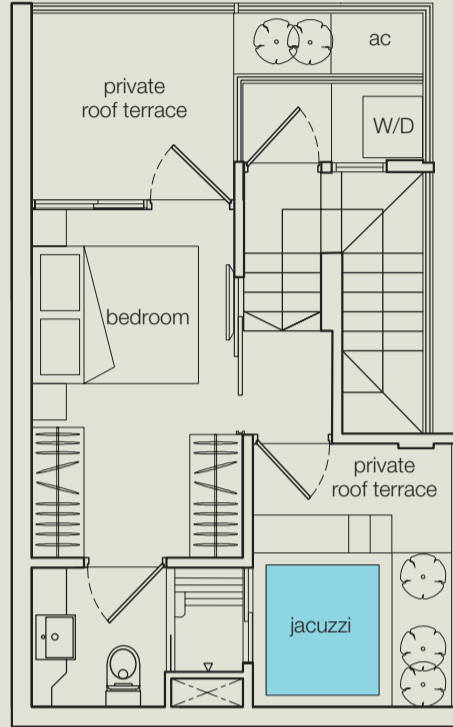 ac
private
roof terrace
W/D
bedroom
private
roof terrace
jacuzzi